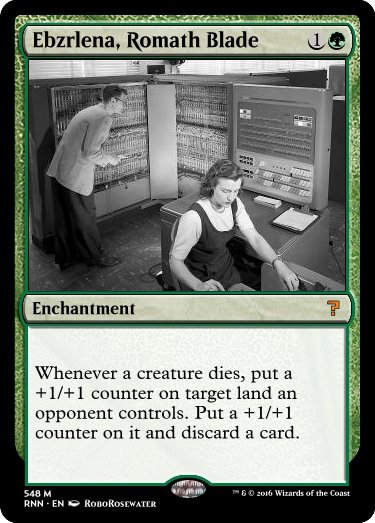 Ebzrlena, Romath Blade 1
Enchantment ?
Whenever a creature dies, put a
+1/+1 counter on target land an
opponent controls. Put a +1/+1
counter on it and discard a card.
548 M
RNN • EN RoboRosewater ™ & © 2016 Wizards of the Coast